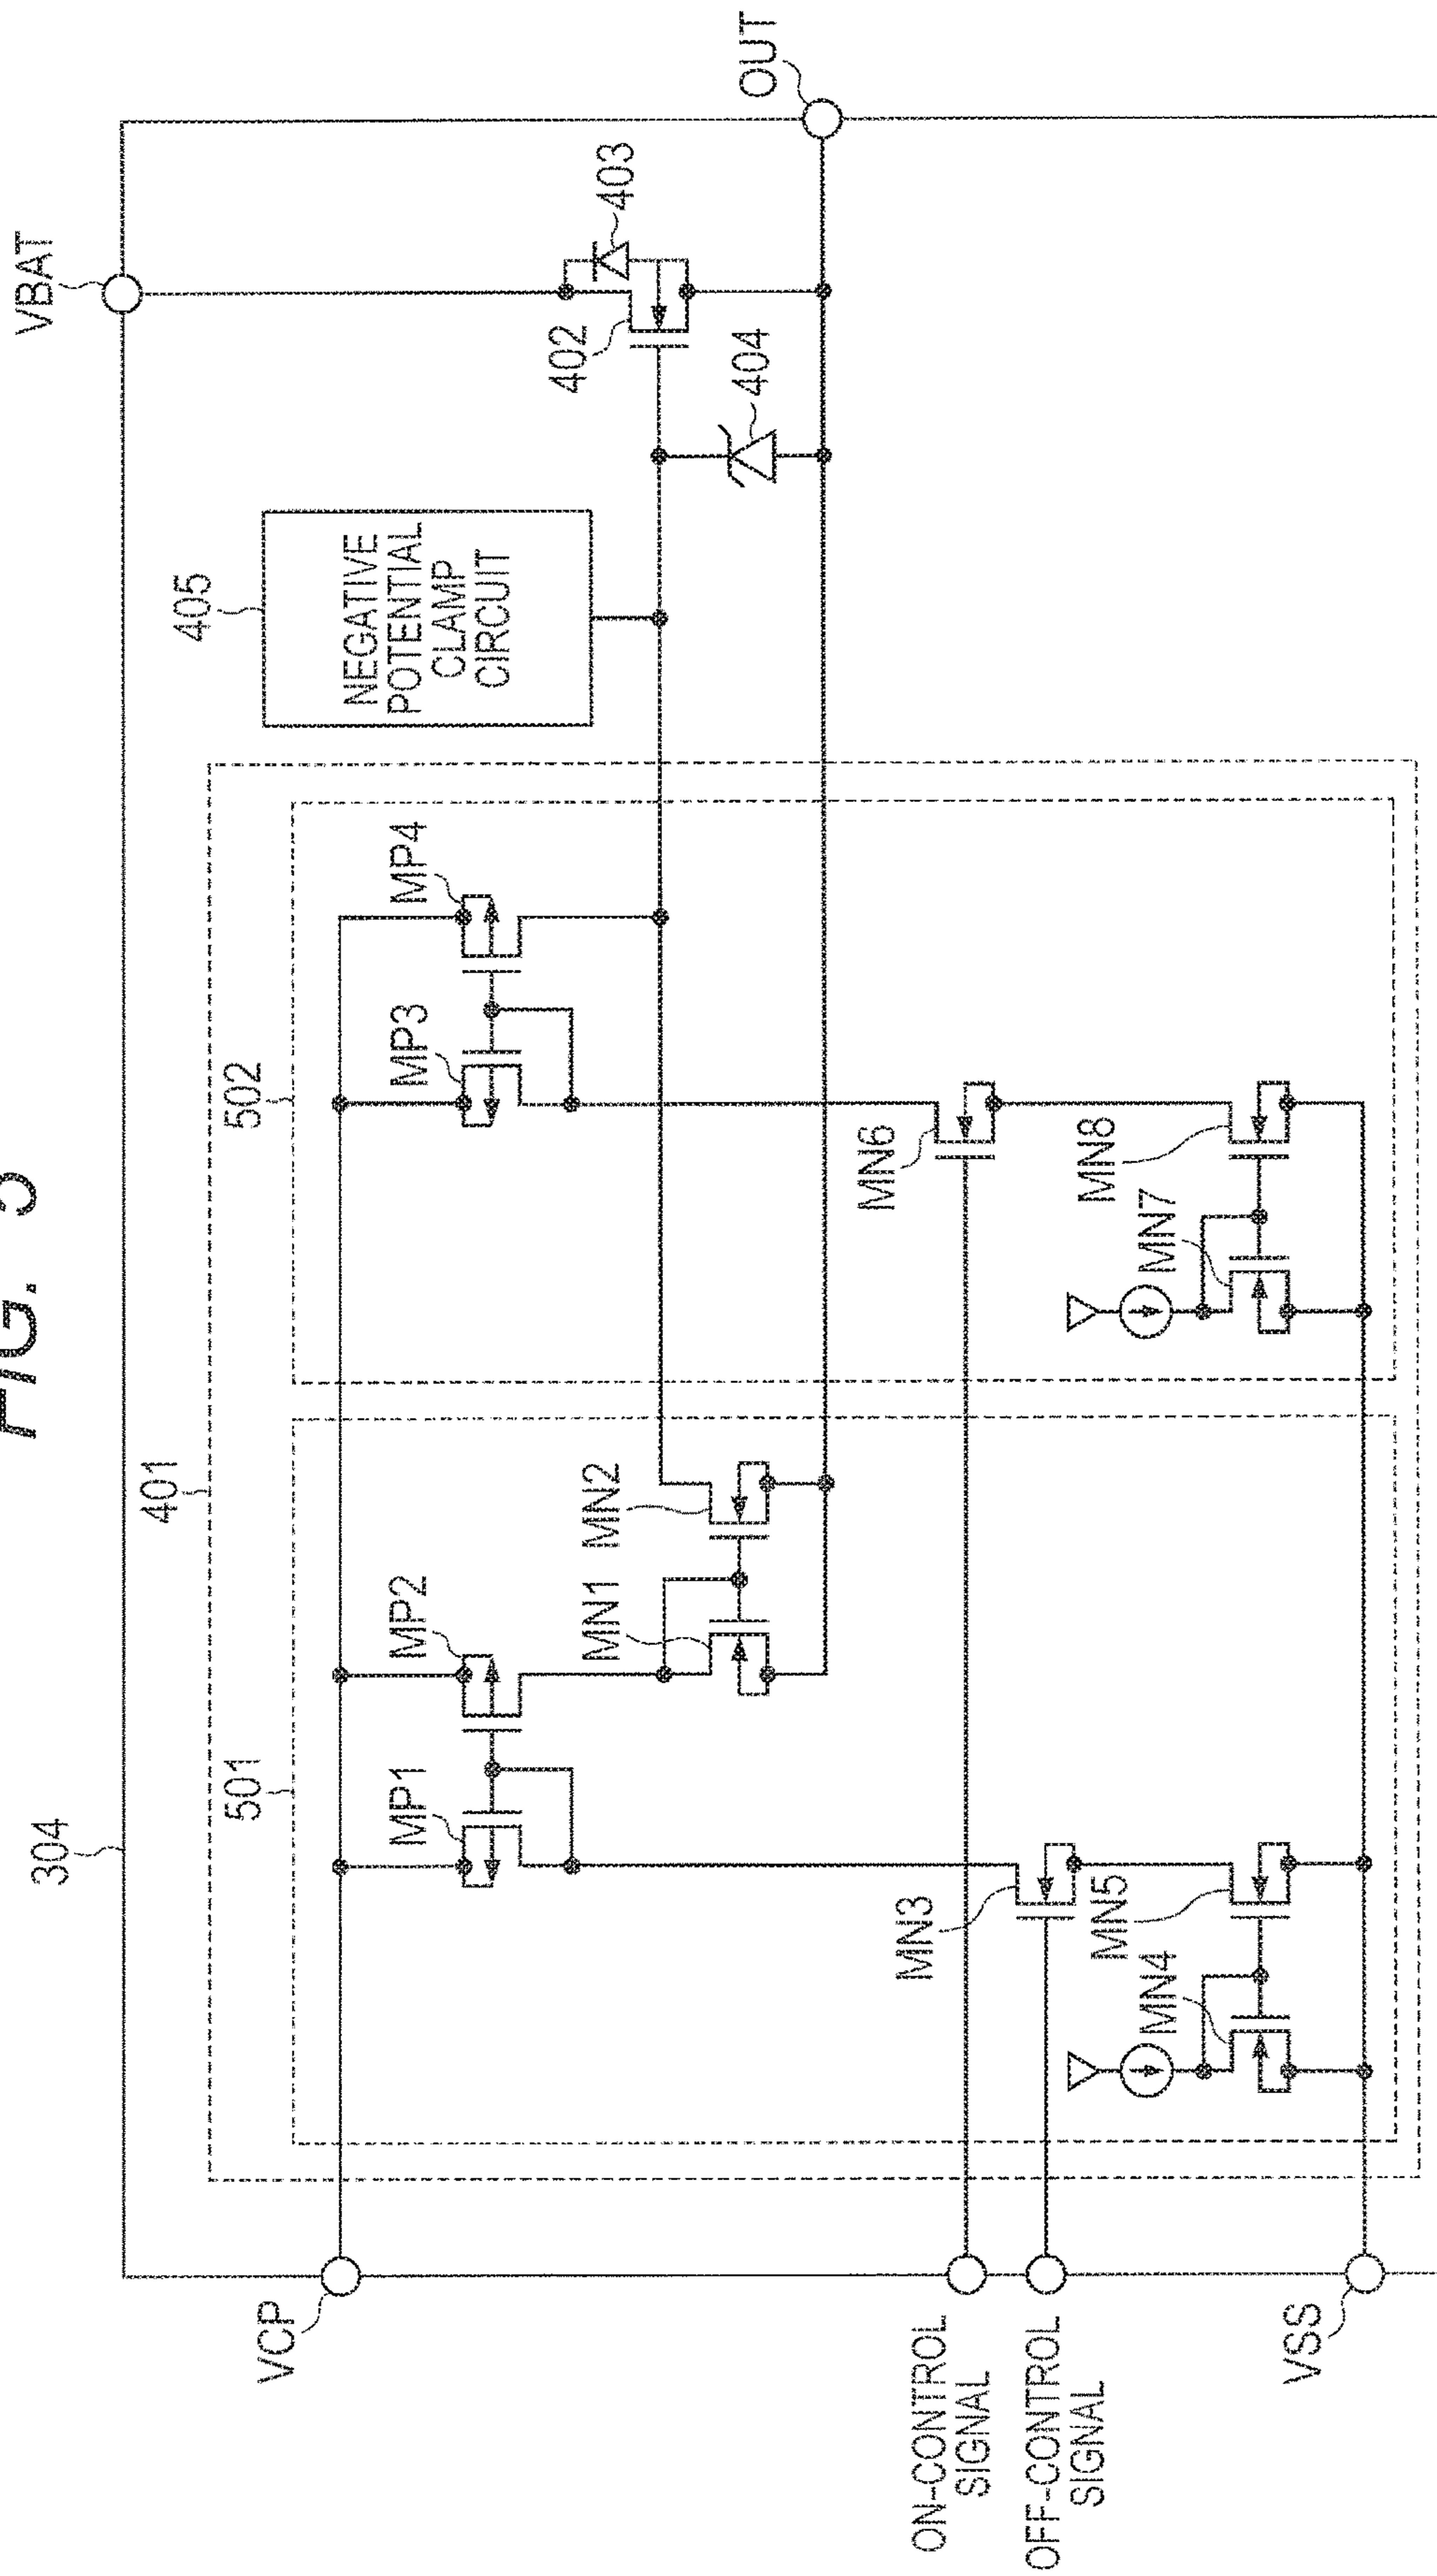 FIG. 5
304
VBAT
401
405
NEGATIVE
POTENTIAL
CLAMP
CIRCUIT
501
502
VCP
MP1
MP2
MP3
MP4
402
403
404
MN1
MN2
OUT
MN3
MN6
ON-CONTROL
SIGNAL
OFF-CONTROL
SIGNAL
MN4
MN5
MN7
MN8
VSS